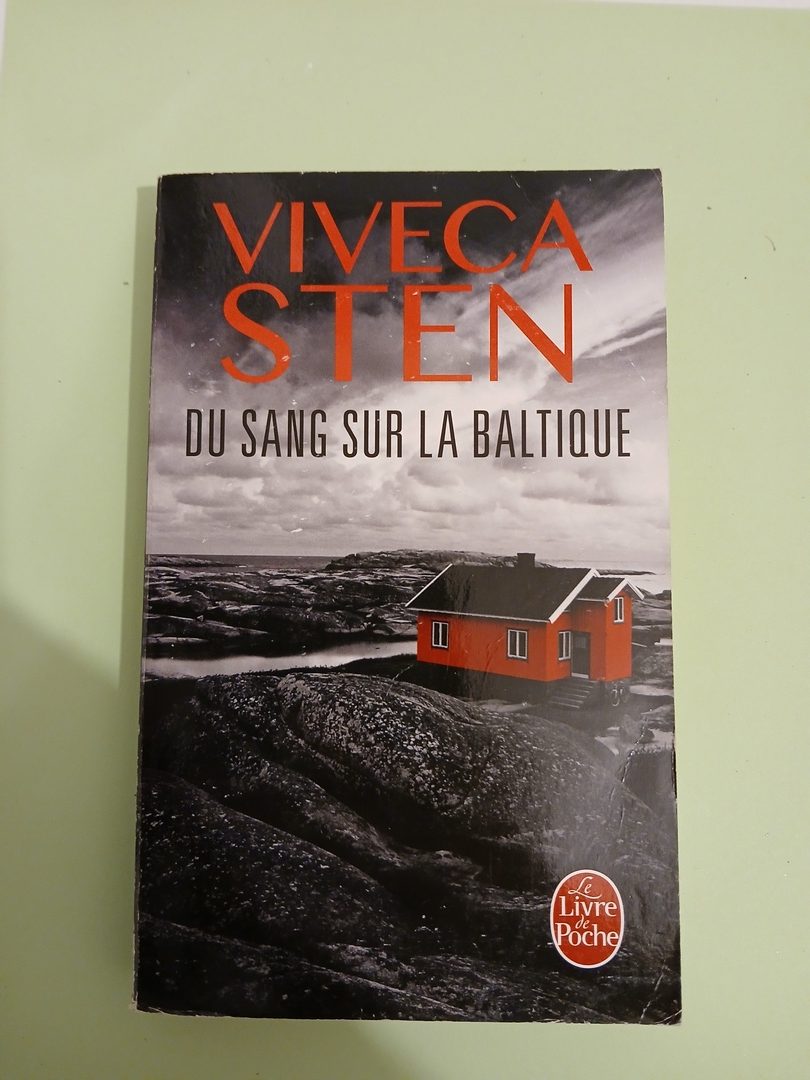 VIVECA
STEN
DU SANG SUR LA BALTIQUE
Le
Livre
de
Poche